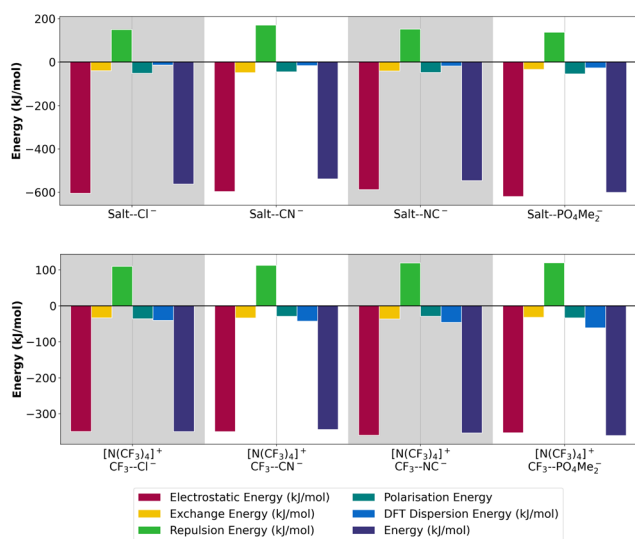 200
0
−200
−400
−600
Energy (kJ/mol)
Salt--Cl⁻
Salt--CN⁻
Salt--NC⁻
Salt--PO₄Me₂⁻
100
0
−100
−200
−300
Energy (kJ/mol)
[N(CF₃)₄]⁺
CF₃--Cl⁻
[N(CF₃)₄]⁺
CF₃--CN⁻
[N(CF₃)₄]⁺
CF₃--NC⁻
[N(CF₃)₄]⁺
CF₃--PO₄Me₂⁻
Electrostatic Energy (kJ/mol)
Exchange Energy (kJ/mol)
Repulsion Energy (kJ/mol)
Polarisation Energy
DFT Dispersion Energy (kJ/mol)
Energy (kJ/mol)